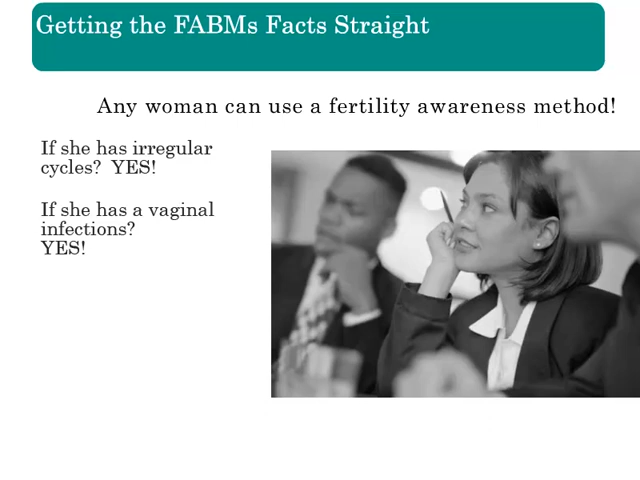 Getting the FABMs Facts Straight
Any woman can use a fertility awareness method!
If she has irregular
cycles? YES!
If she has a vaginal
infections?
YES!